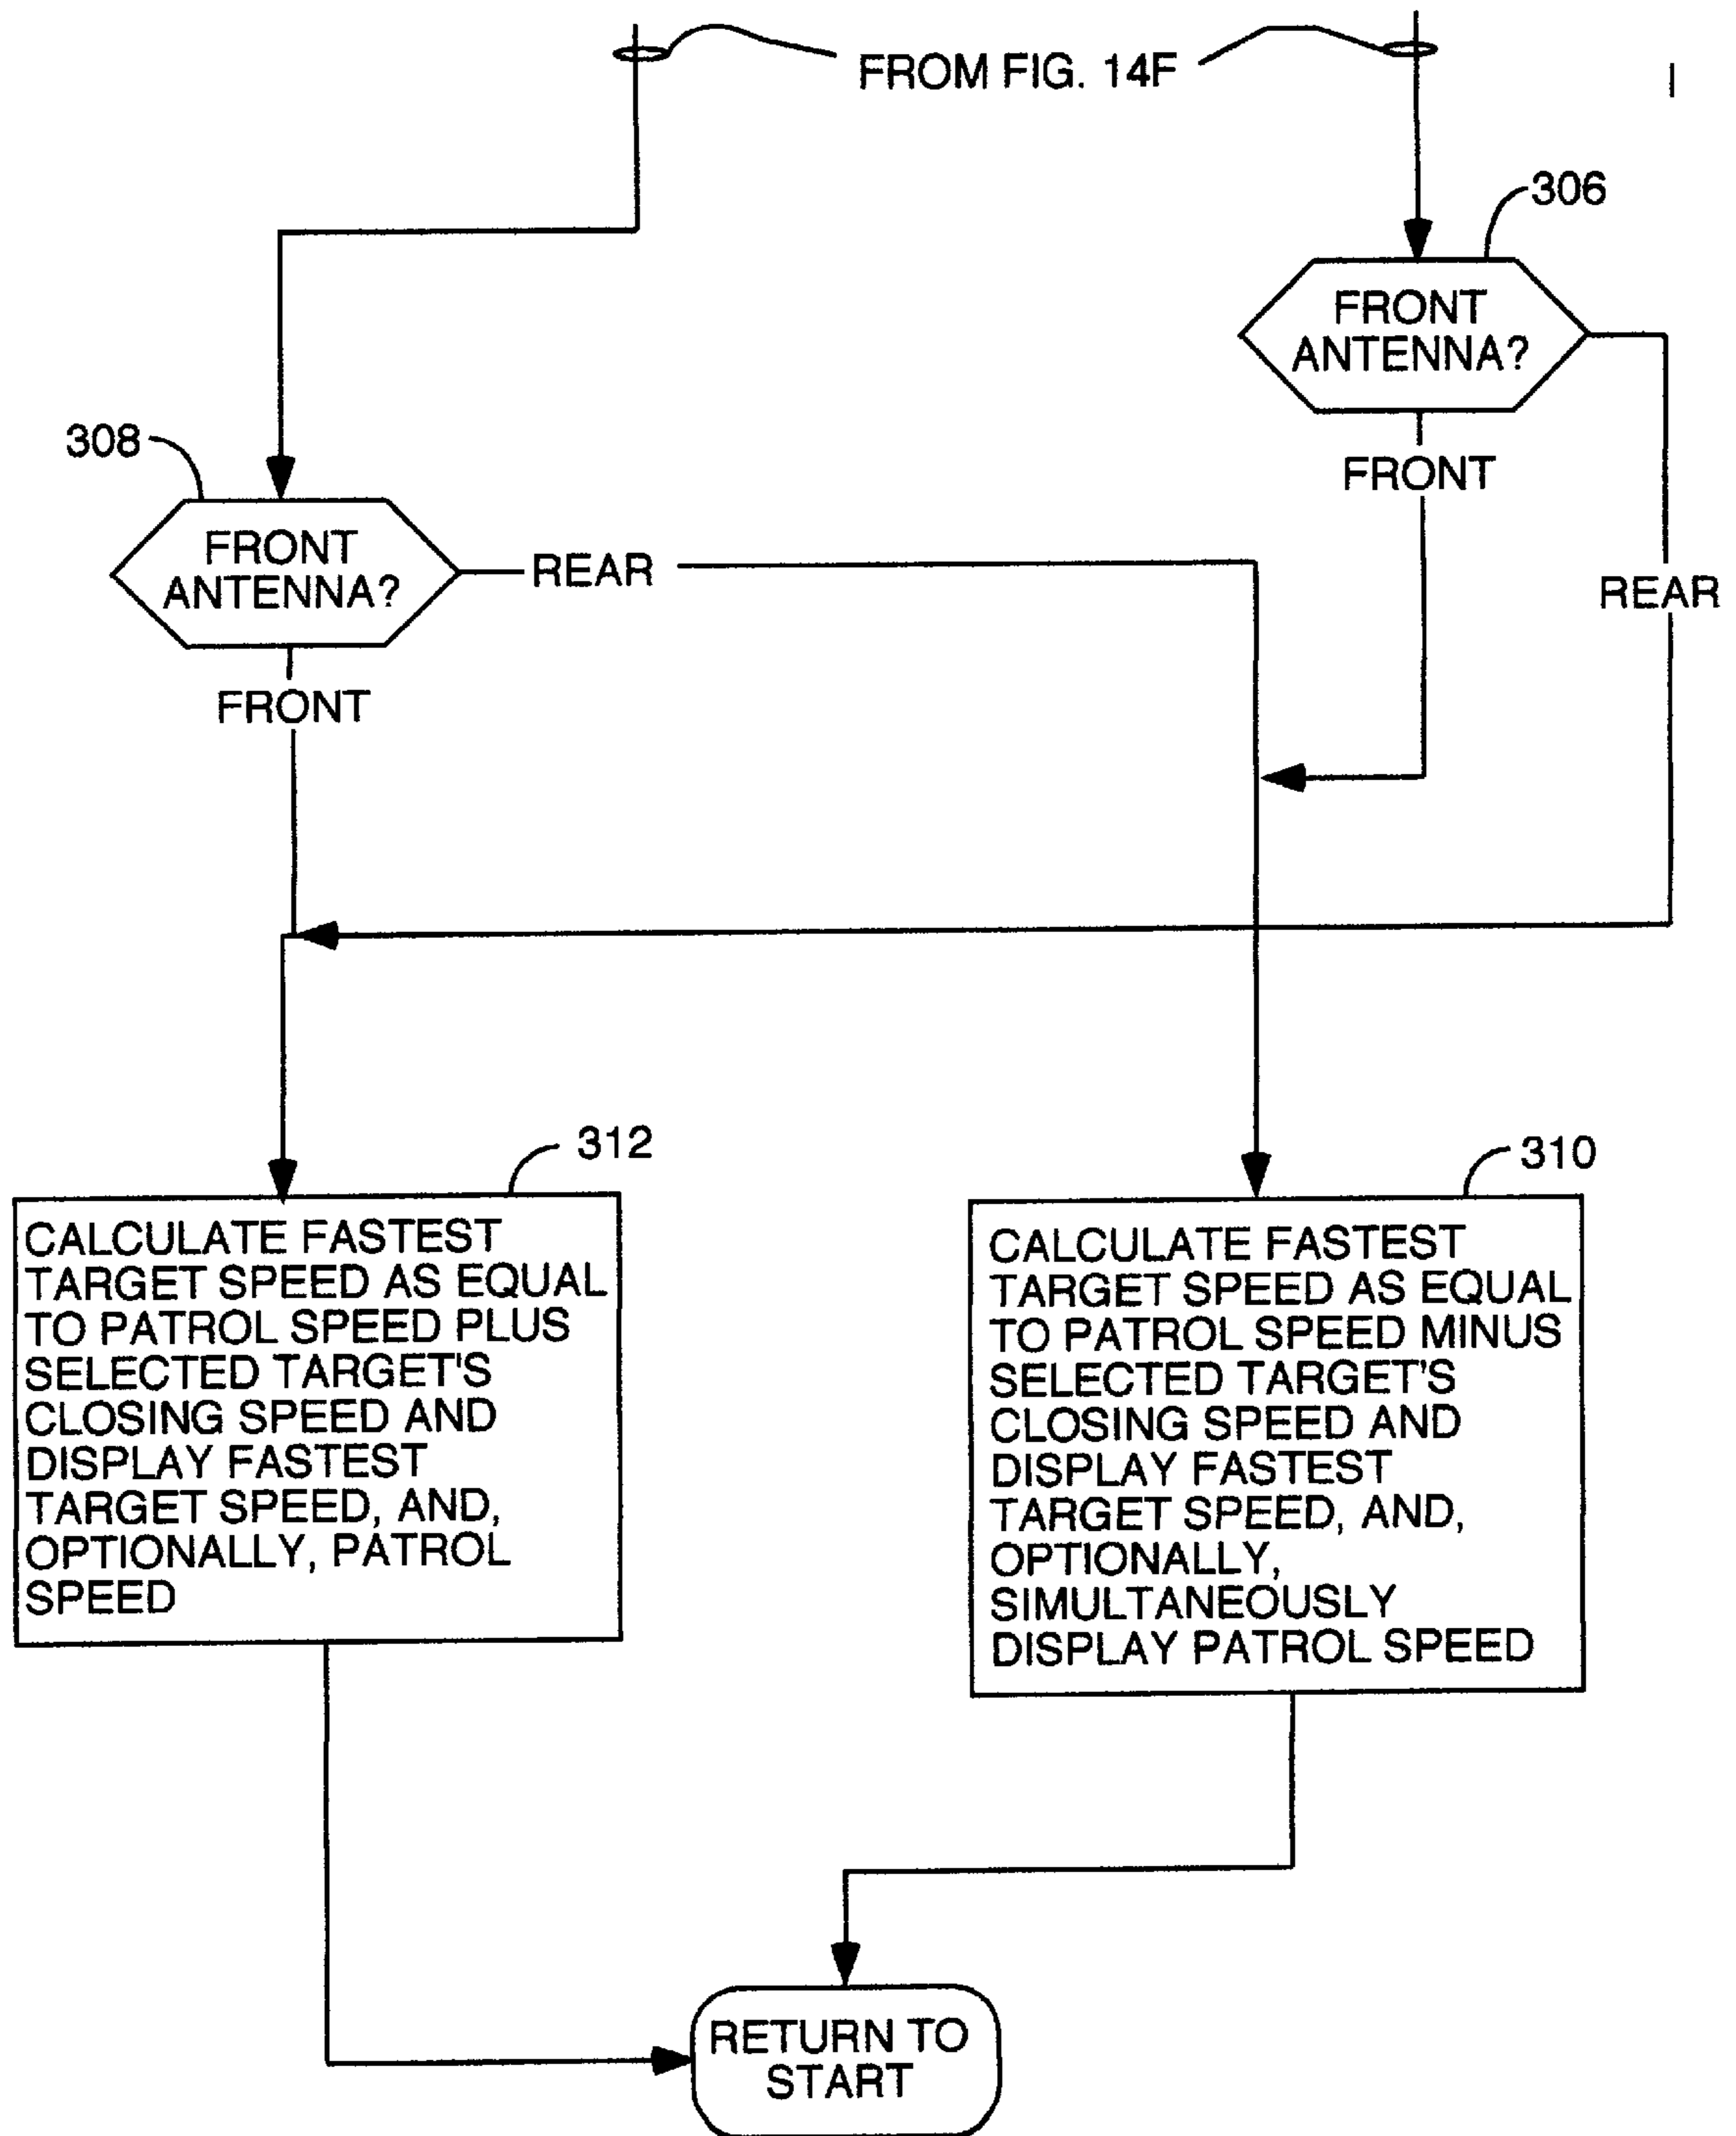 FROM FIG. 14F
306
FRONT
ANTENNA?
FRONT
REAR
308
FRONT
ANTENNA?
REAR
FRONT
312
CALCULATE FASTEST
TARGET SPEED AS EQUAL
TO PATROL SPEED PLUS
SELECTED TARGET'S
CLOSING SPEED AND
DISPLAY FASTEST
TARGET SPEED, AND,
OPTIONALLY, PATROL
SPEED
310
CALCULATE FASTEST
TARGET SPEED AS EQUAL
TO PATROL SPEED MINUS
SELECTED TARGET'S
CLOSING SPEED AND
DISPLAY FASTEST
TARGET SPEED, AND,
OPTIONALLY,
SIMULTANEOUSLY
DISPLAY PATROL SPEED
RETURN TO
START